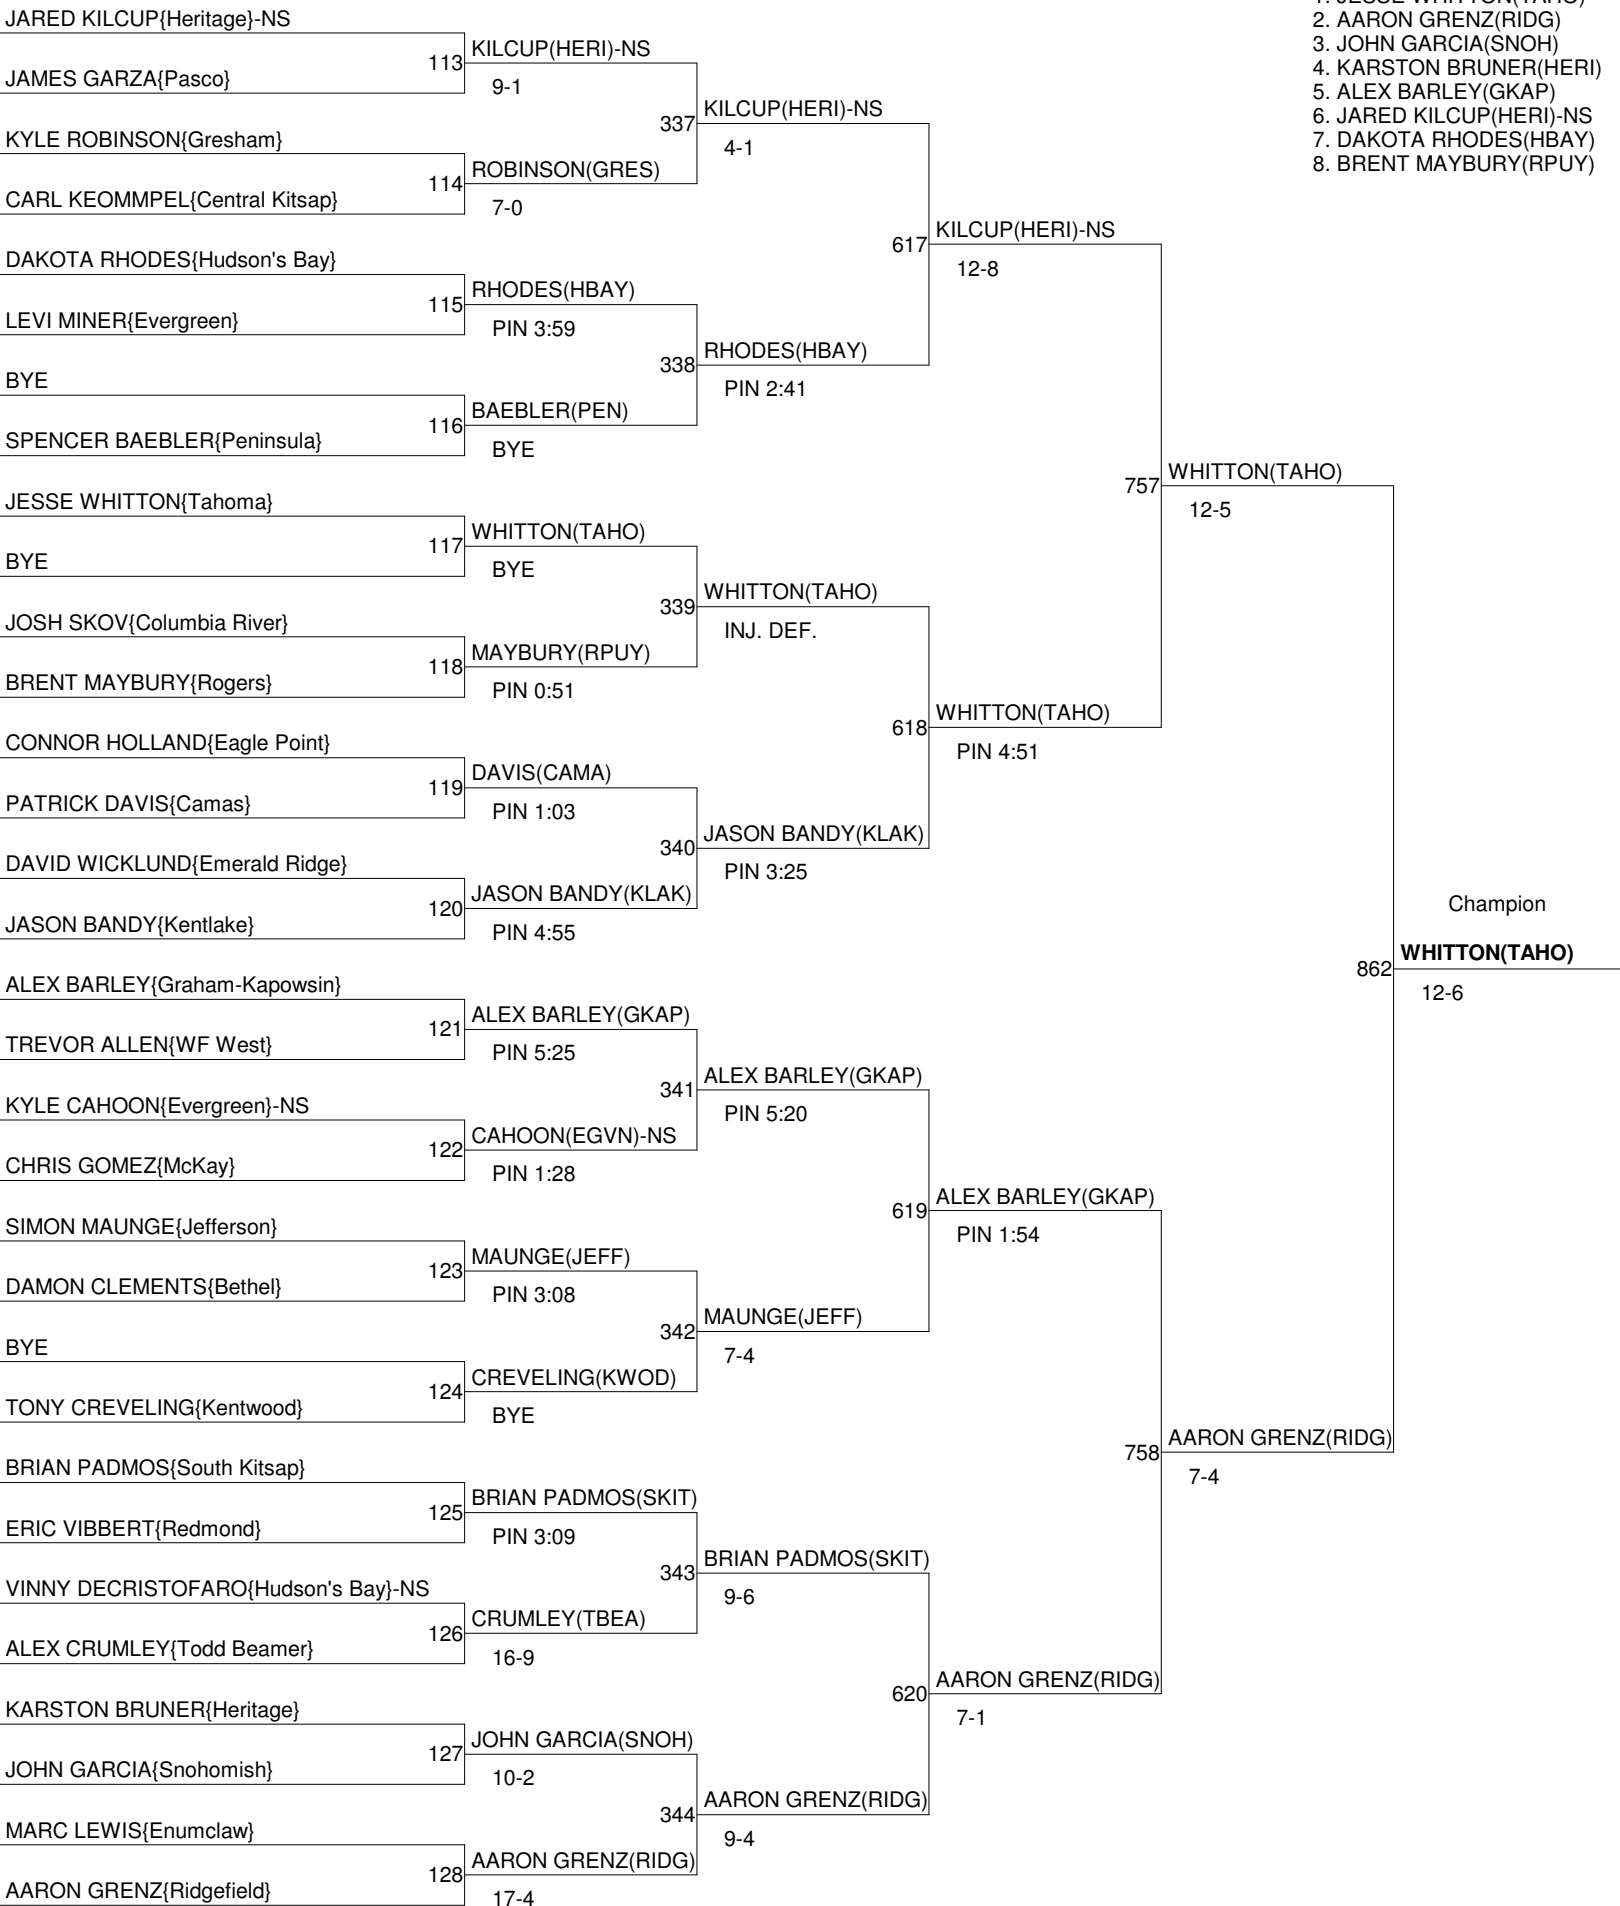 1. JESSE WHITTON(TAHO)
2. AARON GRENZ(RIDG)
3. JOHN GARCIA(SNOH)
4. KARSTON BRUNER(HERI)
5. ALEX BARLEY(GKAP)
6. JARED KILCUP(HERI)-NS
7. DAKOTA RHODES(HBAY)
8. BRENT MAYBURY(RPUY)
JARED KILCUP{Heritage}-NS
JAMES GARZA{Pasco}
KYLE ROBINSON{Gresham}
CARL KEOMMPEL{Central Kitsap}
DAKOTA RHODES{Hudson's Bay}
LEVI MINER{Evergreen}
BYE
SPENCER BAEBLER{Peninsula}
JESSE WHITTON{Tahoma}
BYE
JOSH SKOV{Columbia River}
BRENT MAYBURY{Rogers}
CONNOR HOLLAND{Eagle Point}
PATRICK DAVIS{Camas}
DAVID WICKLUND{Emerald Ridge}
JASON BANDY{Kentlake}
ALEX BARLEY{Graham-Kapowsin}
TREVOR ALLEN{WF West}
KYLE CAHOON{Evergreen}-NS
CHRIS GOMEZ{McKay}
SIMON MAUNGE{Jefferson}
DAMON CLEMENTS{Bethel}
BYE
TONY CREVELING{Kentwood}
BRIAN PADMOS{South Kitsap}
ERIC VIBBERT{Redmond}
VINNY DECRISTOFARO{Hudson's Bay}-NS
ALEX CRUMLEY{Todd Beamer}
KARSTON BRUNER{Heritage}
JOHN GARCIA{Snohomish}
MARC LEWIS{Enumclaw}
AARON GRENZ{Ridgefield}
113 KILCUP(HERI)-NS
9-1
114 ROBINSON(GRES)
7-0
115 RHODES(HBAY)
PIN 3:59
116 BAEBLER(PEN)
BYE
117 WHITTON(TAHO)
BYE
118 MAYBURY(RPUY)
PIN 0:51
119 DAVIS(CAMA)
PIN 1:03
120 JASON BANDY(KLAK)
PIN 4:55
121 ALEX BARLEY(GKAP)
PIN 5:25
122 CAHOON(EGVN)-NS
PIN 1:28
123 MAUNGE(JEFF)
PIN 3:08
124 CREVELING(KWOD)
BYE
125 BRIAN PADMOS(SKIT)
PIN 3:09
126 CRUMLEY(TBEA)
16-9
127 JOHN GARCIA(SNOH)
10-2
128 AARON GRENZ(RIDG)
17-4
337 KILCUP(HERI)-NS
4-1
338 RHODES(HBAY)
PIN 2:41
339 WHITTON(TAHO)
INJ. DEF.
340 JASON BANDY(KLAK)
PIN 3:25
341 ALEX BARLEY(GKAP)
PIN 5:20
342 MAUNGE(JEFF)
7-4
343 BRIAN PADMOS(SKIT)
9-6
344 AARON GRENZ(RIDG)
9-4
617 KILCUP(HERI)-NS
12-8
618 WHITTON(TAHO)
PIN 4:51
619 ALEX BARLEY(GKAP)
PIN 1:54
620 AARON GRENZ(RIDG)
7-1
757 WHITTON(TAHO)
12-5
758 AARON GRENZ(RIDG)
7-4
Champion
862 WHITTON(TAHO)
12-6